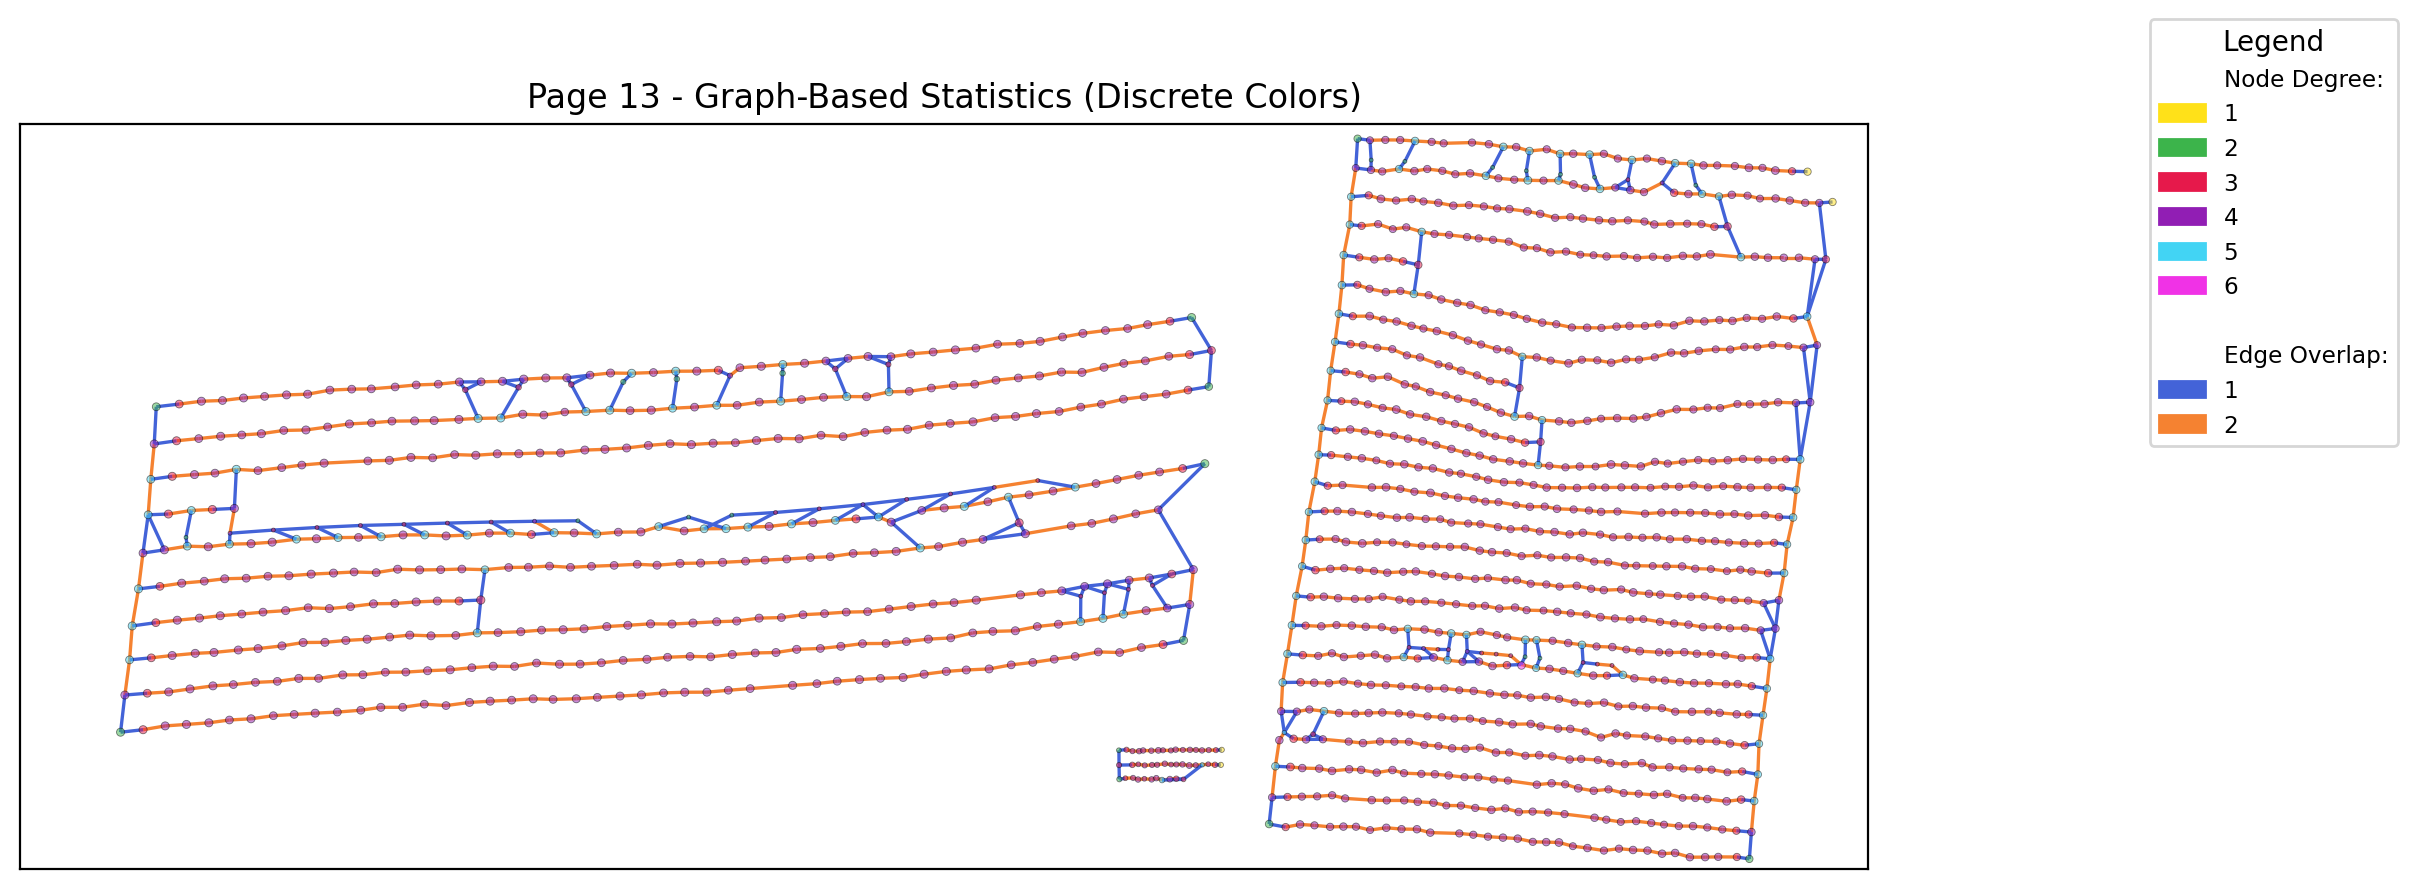 Page 13 - Graph-Based Statistics (Discrete Colors)
Legend
Node Degree:
1
2
3
4
5
6
Edge Overlap:
1
2